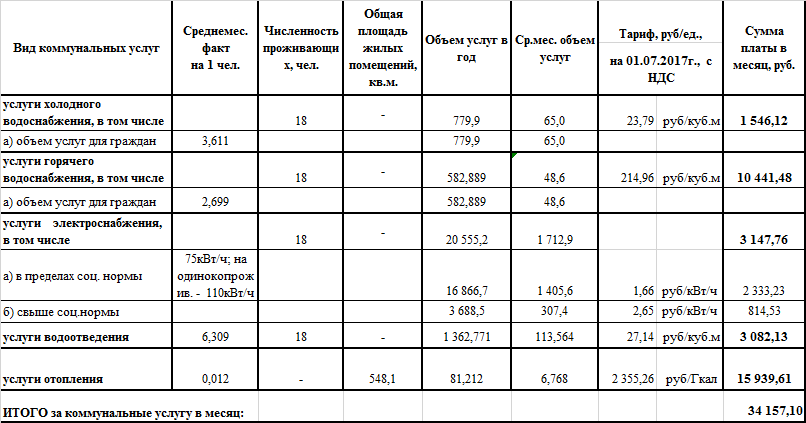 Вид коммунальных услуг | Среднемес. факт на 1 чел. | Численность проживающи х, чел. | Общая площадь жилых помещений, кв.м. | Объем услуг в год | Ср.мес. объем услуг | Тариф, руб/ед., на 01.07.2017г., с НДС | Сумма платы в месяц, руб.
услуги холодного водоснабжения, в том числе | 18 | - | 779,9 | 65,0 | 23,79 руб/куб.м | 1 546,12
а) объем услуг для граждан | 3,611 | 779,9 | 65,0
услуги горячего водоснабжения, в том числе | 18 | - | 582,889 | 48,6 | 214,96 руб/куб.м | 10 441,48
а) объем услуг для граждан | 2,699 | 582,889 | 48,6
услуги электроснабжения, в том числе | 18 | - | 20 555,2 | 1 712,9 | 3 147,76
а) в пределах соц. нормы | 75кВт/ч; на одинокопрож ив. - 110кВт/ч | 16 866,7 | 1 405,6 | 1,66 руб/кВт/ч | 2 333,23
б) свыше соц.нормы | 3 688,5 | 307,4 | 2,65 руб/кВт/ч | 814,53
услуги водоотведения | 6,309 | 18 | - | 1 362,771 | 113,564 | 27,14 руб/куб.м | 3 082,13
услуги отопления | 0,012 | - | 548,1 | 81,212 | 6,768 | 2 355,26 руб/Гкал | 15 939,61
ИТОГО за коммунальные услугу в месяц: | 34 157,10